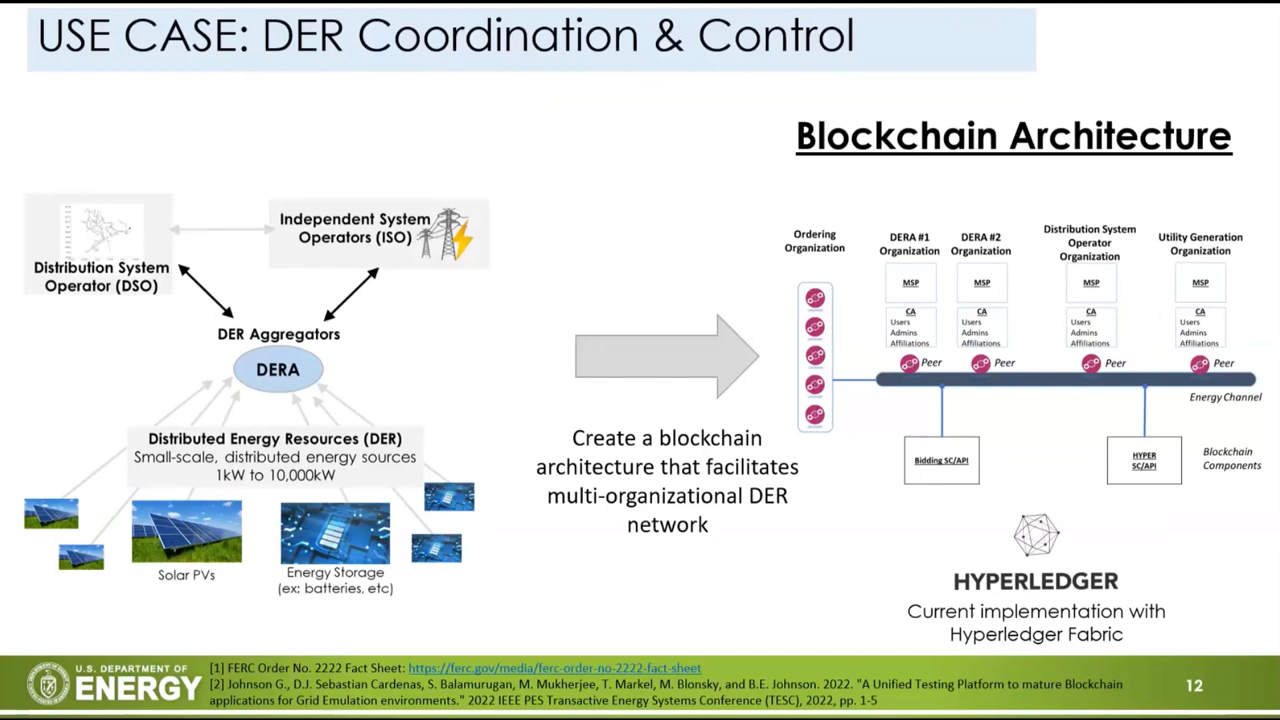 USE CASE: DER Coordination & Control
Blockchain Architecture
Distribution System
Operator (DSO)
Independent System
Operators (ISO)
DER Aggregators
DERA
Distributed Energy Resources (DER)
Small-scale, distributed energy sources
1kW to 10,000kW
Solar PVs
Energy Storage
(ex: batteries, etc)
Create a blockchain
architecture that facilitates
multi-organizational DER
network
Ordering
Organization
DERA #1
Organization
DERA #2
Organization
Distribution System
Operator
Organization
Utility Generation
Organization
MSP
MSP
MSP
MSP
CA
Users
Admins
Affiliations
CA
Users
Admins
Affiliations
CA
Users
Admins
Affiliations
CA
Users
Admins
Affiliations
Peer
Peer
Peer
Peer
Energy Channel
Bidding SC/API
HYPER
SC/API
Blockchain
Components
HYPERLEDGER
Current implementation with
Hyperledger Fabric
U.S. DEPARTMENT OF
ENERGY
[1] FERC Order No. 2222 Fact Sheet: https://ferc.gov/media/ferc-order-no-2222-fact-sheet
[2] Johnson G., D.J. Sebastian Cardenas, S. Balamurugan, M. Mukherjee, T. Markel, M. Blonsky, and B.E. Johnson. 2022. "A Unified Testing Platform to mature Blockchain
applications for Grid Emulation environments." 2022 IEEE PES Transactive Energy Systems Conference (TESC), 2022, pp. 1-5
12